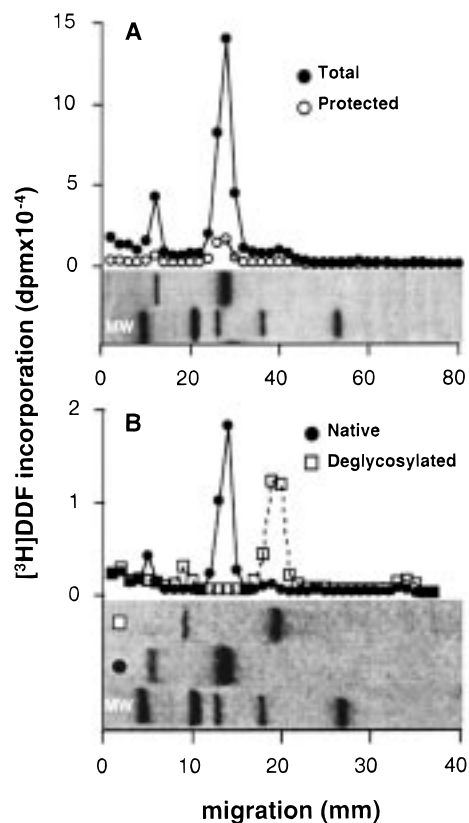 A
15
10
5
0
Total
Protected
MW
0 20 40 60 80
[³H]DDF incorporation (dpmx10⁻⁴)
B
2
1
0
Native
Deglycosylated
MW
0 10 20 30 40
migration (mm)